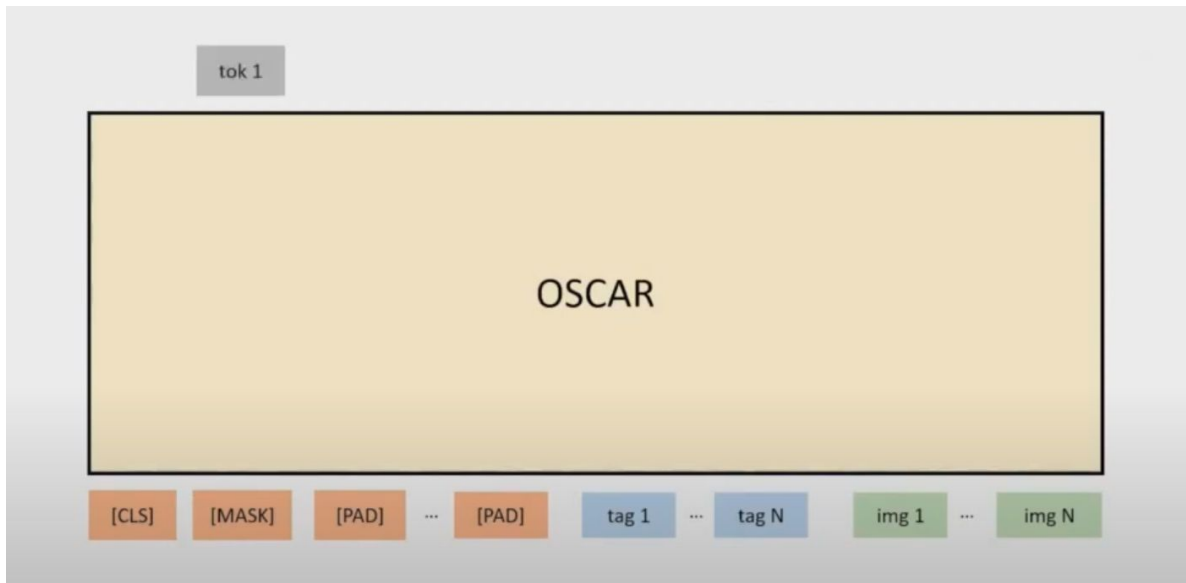 tok 1
OSCAR
[CLS] [MASK] [PAD] ... [PAD] tag 1 ... tag N img 1 ... img N